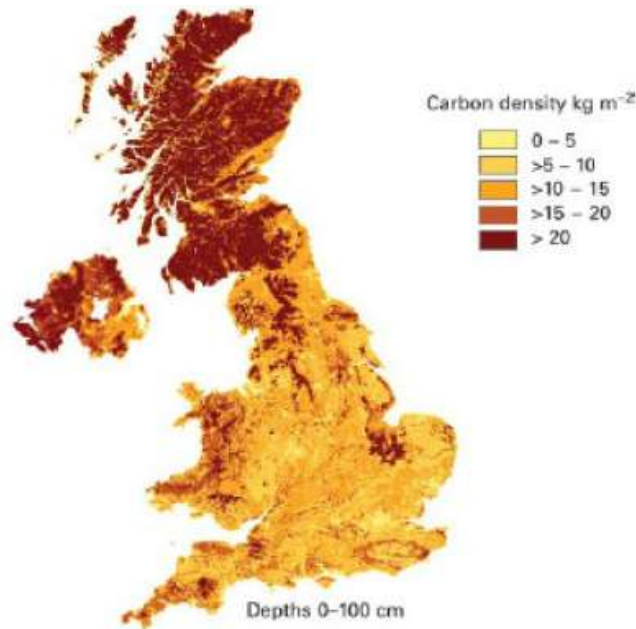 Carbon density kg m⁻²
0 – 5
>5 – 10
>10 – 15
>15 – 20
> 20
Depths 0–100 cm